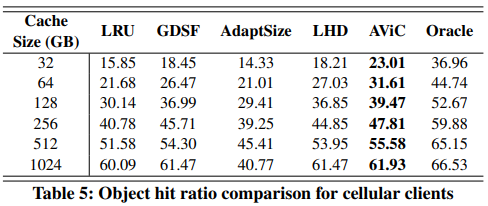 Cache Size (GB) LRU GDSF AdaptSize LHD AViC Oracle
32 15.85 18.45 14.33 18.21 23.01 36.96
64 21.68 26.47 21.01 27.03 31.61 44.74
128 30.14 36.99 29.41 36.85 39.47 52.67
256 40.78 45.71 39.25 44.85 47.81 59.88
512 51.58 54.30 45.41 53.95 55.58 65.15
1024 60.09 61.47 40.77 61.47 61.93 66.53
Table 5: Object hit ratio comparison for cellular clients